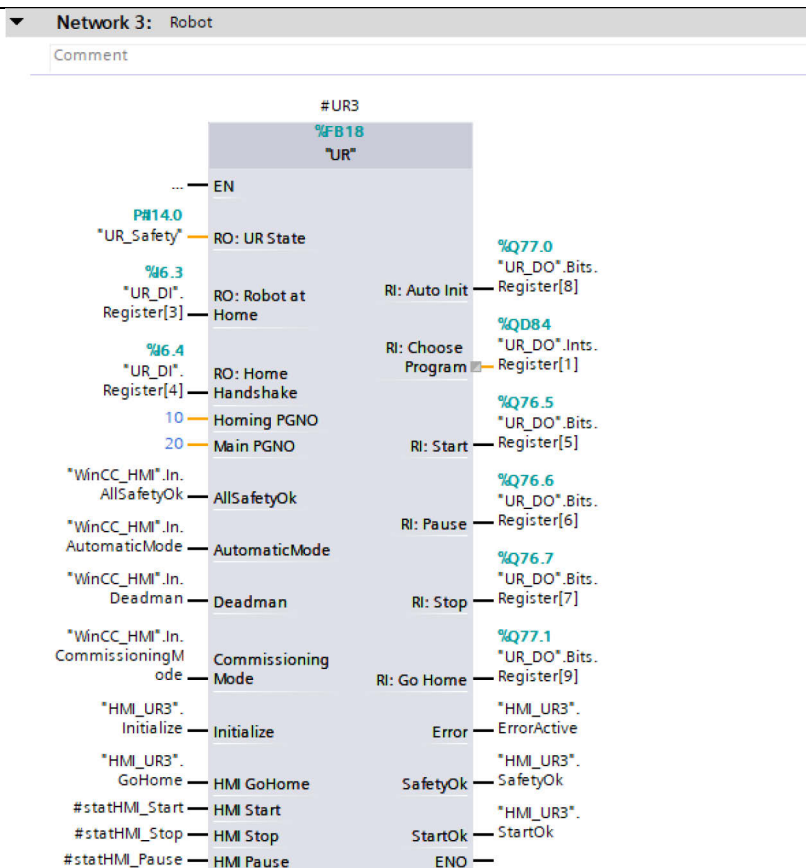 Network 3: Robot
Comment
#UR3
%FB18
"UR"
... EN
P#I14.0
"UR_Safety" RO: UR State
%I6.3
"UR_DI".
Register[3]
RO: Robot at
Home
%I6.4
"UR_DI".
Register[4]
RO: Home
Handshake
10 Homing PGNO
20 Main PGNO
"WinCC_HMI".In.
AllSafetyOk AllSafetyOk
"WinCC_HMI".In.
AutomaticMode AutomaticMode
"WinCC_HMI".In.
Deadman Deadman
"WinCC_HMI".In.
CommissioningM
ode
Commissioning
Mode
"HMI_UR3".
Initialize Initialize
"HMI_UR3".
GoHome HMI GoHome
#statHMI_Start HMI Start
#statHMI_Stop HMI Stop
#statHMI_Pause HMI Pause
%Q77.0
"UR_DO".Bits.
RI: Auto Init Register[8]
%QD84
"UR_DO".Ints.
Register[1]
RI: Choose
Program
%Q76.5
"UR_DO".Bits.
RI: Start Register[5]
%Q76.6
"UR_DO".Bits.
RI: Pause Register[6]
%Q76.7
"UR_DO".Bits.
RI: Stop Register[7]
%Q77.1
"UR_DO".Bits.
RI: Go Home Register[9]
"HMI_UR3".
Error ErrorActive
"HMI_UR3".
SafetyOk SafetyOk
"HMI_UR3".
StartOk StartOk
ENO